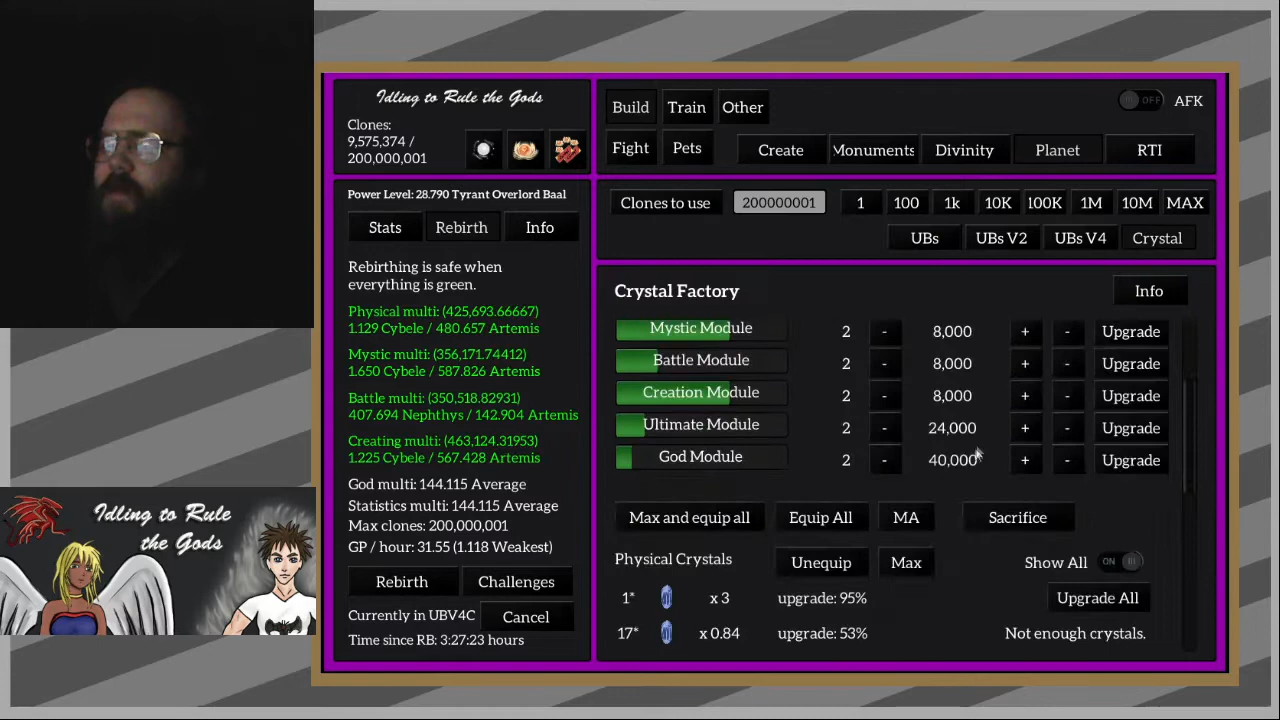 Idling to Rule the Gods
Clones:
9,575,374 /
200,000,001
Build Train Other
OFF AFK
Fight Pets
Create Monuments Divinity Planet RTI
Power Level: 28.790 Tyrant Overlord Baal
Stats Rebirth Info
Clones to use 200000001 1 100 1k 10K 100K 1M 10M MAX
UBs UBs V2 UBs V4 Crystal
Rebirthing is safe when
everything is green.
Physical multi: (425,693.66667)
1.129 Cybele / 480.657 Artemis
Mystic multi: (356,171.74412)
1.650 Cybele / 587.826 Artemis
Battle multi: (350,518.82931)
407.694 Nephthys / 142.904 Artemis
Creating multi: (463,124.31953)
1.225 Cybele / 567.428 Artemis
God multi: 144.115 Average
Statistics multi: 144.115 Average
Max clones: 200,000,001
GP / hour: 31.55 (1.118 Weakest)
Rebirth Challenges
Currently in UBV4C Cancel
Time since RB: 3:27:23 hours
Crystal Factory Info
Mystic Module 2 - 8,000 + - Upgrade
Battle Module 2 - 8,000 + - Upgrade
Creation Module 2 - 8,000 + - Upgrade
Ultimate Module 2 - 24,000 + - Upgrade
God Module 2 - 40,000 + - Upgrade
Max and equip all Equip All MA Sacrifice
Physical Crystals Unequip Max Show All ON
1* x 3 upgrade: 95% Upgrade All
17* x 0.84 upgrade: 53% Not enough crystals.
Idling to Rule
the Gods